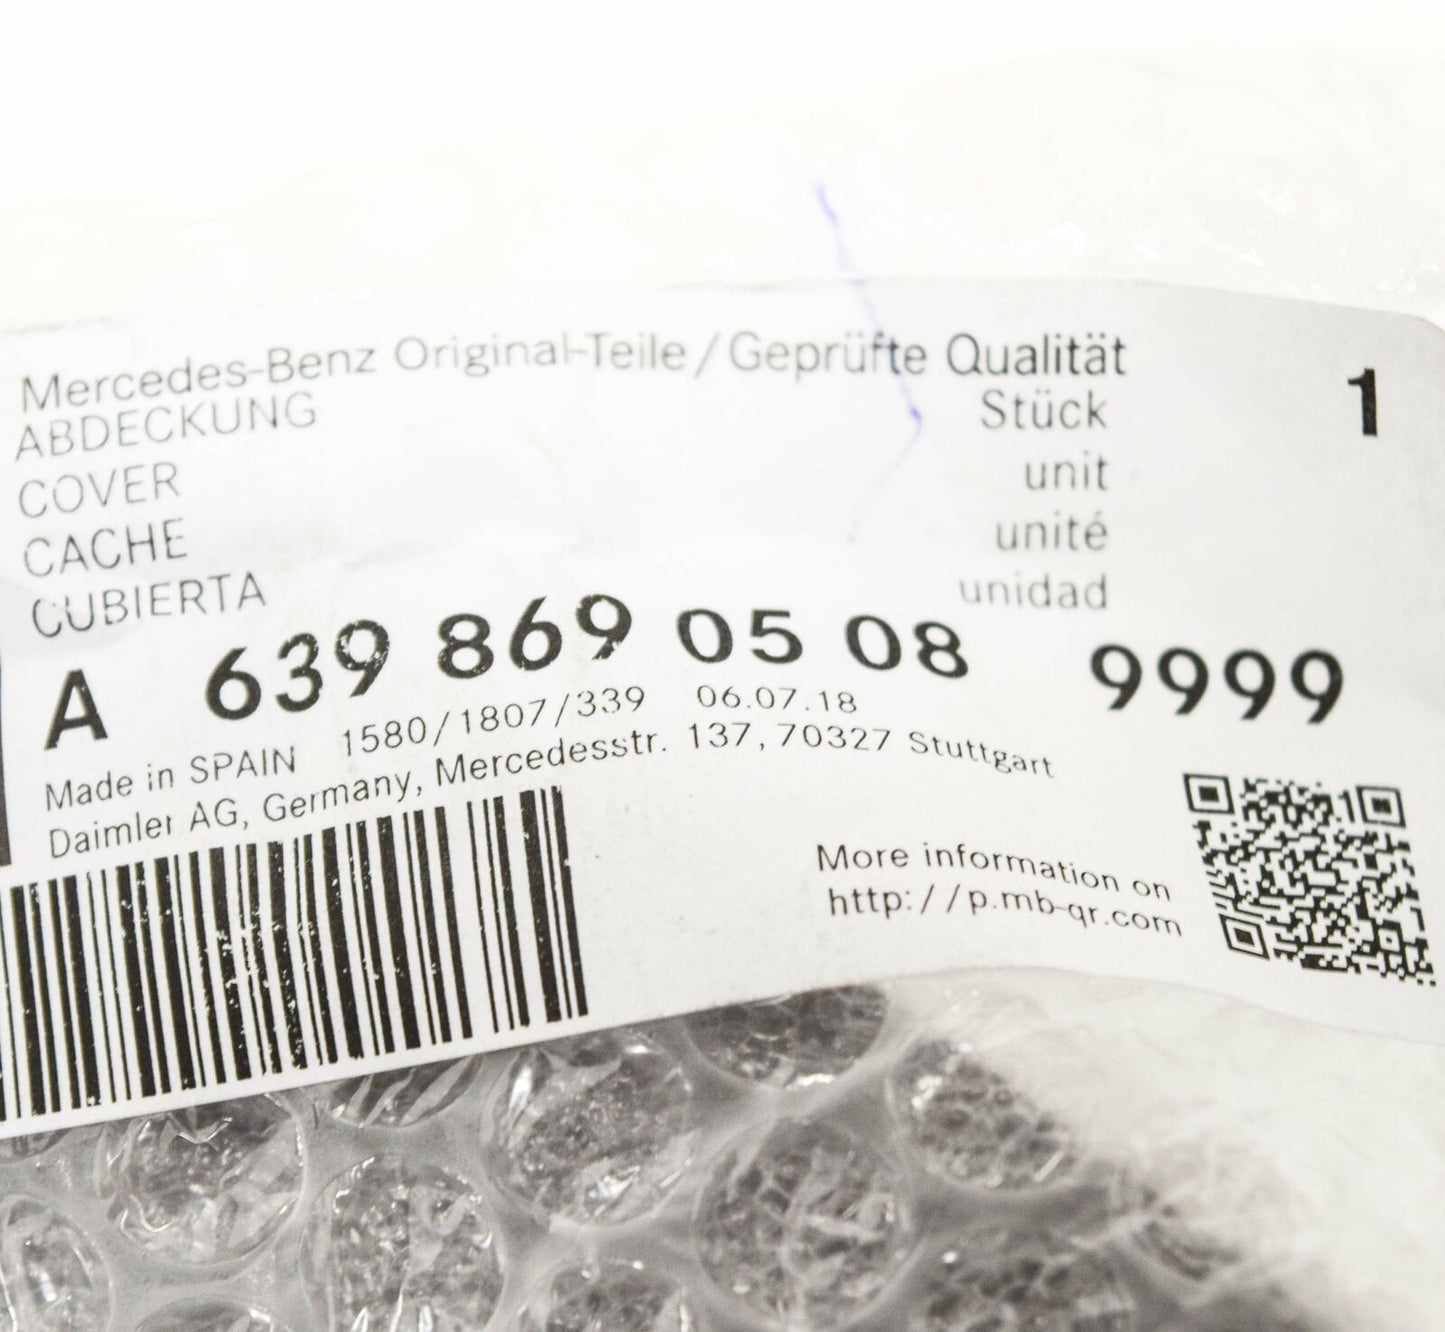 Mercedes-Benz Original-Teile/Geprüfte Qualität
ABDECKUNG Stück 1
COVER unit
CACHE unité
CUBIERTA unidad
A 639 869 05 08 9999
Made in SPAIN 1580/1807/339 06.07.18
Daimler AG, Germany, Mercedesstr. 137, 70327 Stuttgart
More information on
http://p.mb-qr.com